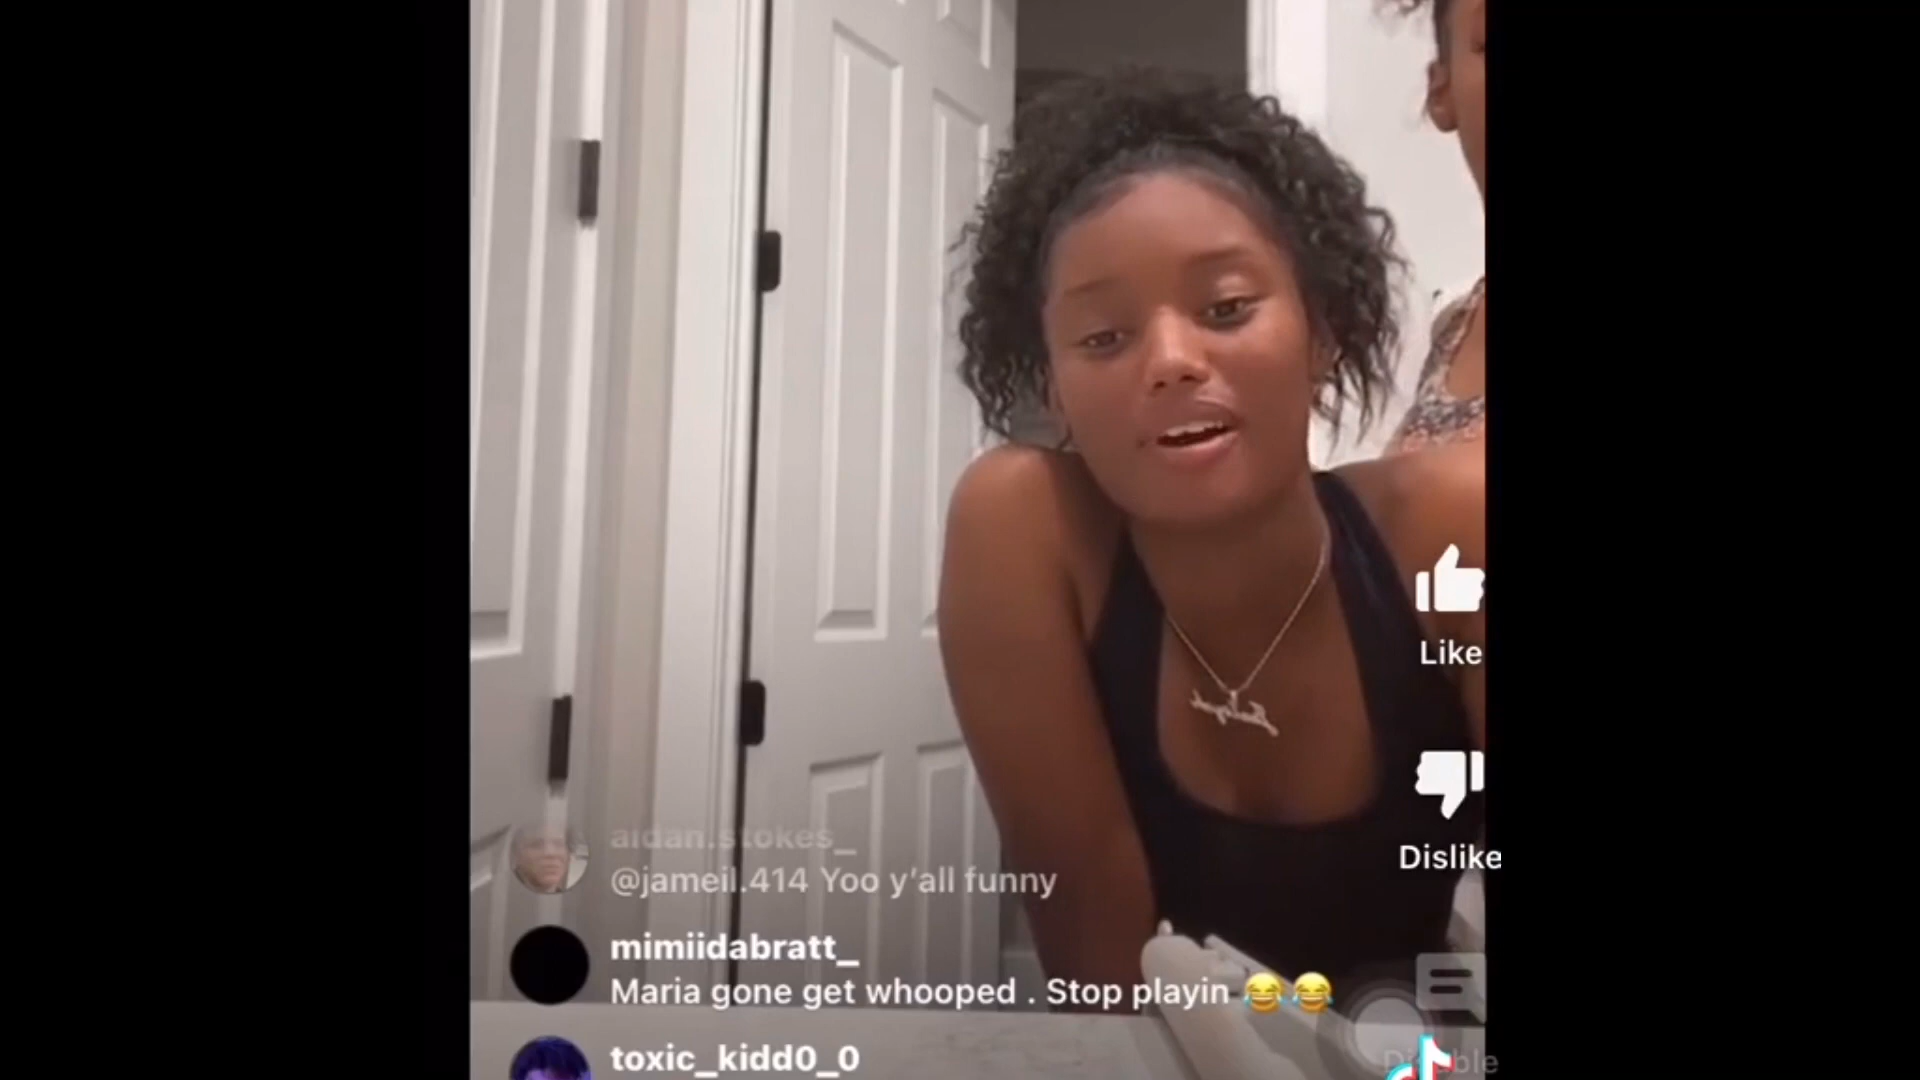 aidan.stokes_
@jameil.414 Yoo y'all funny
mimiidabratt_
Maria gone get whooped . Stop playin 😂😂
toxic_kidd0_0
Like
Dislike